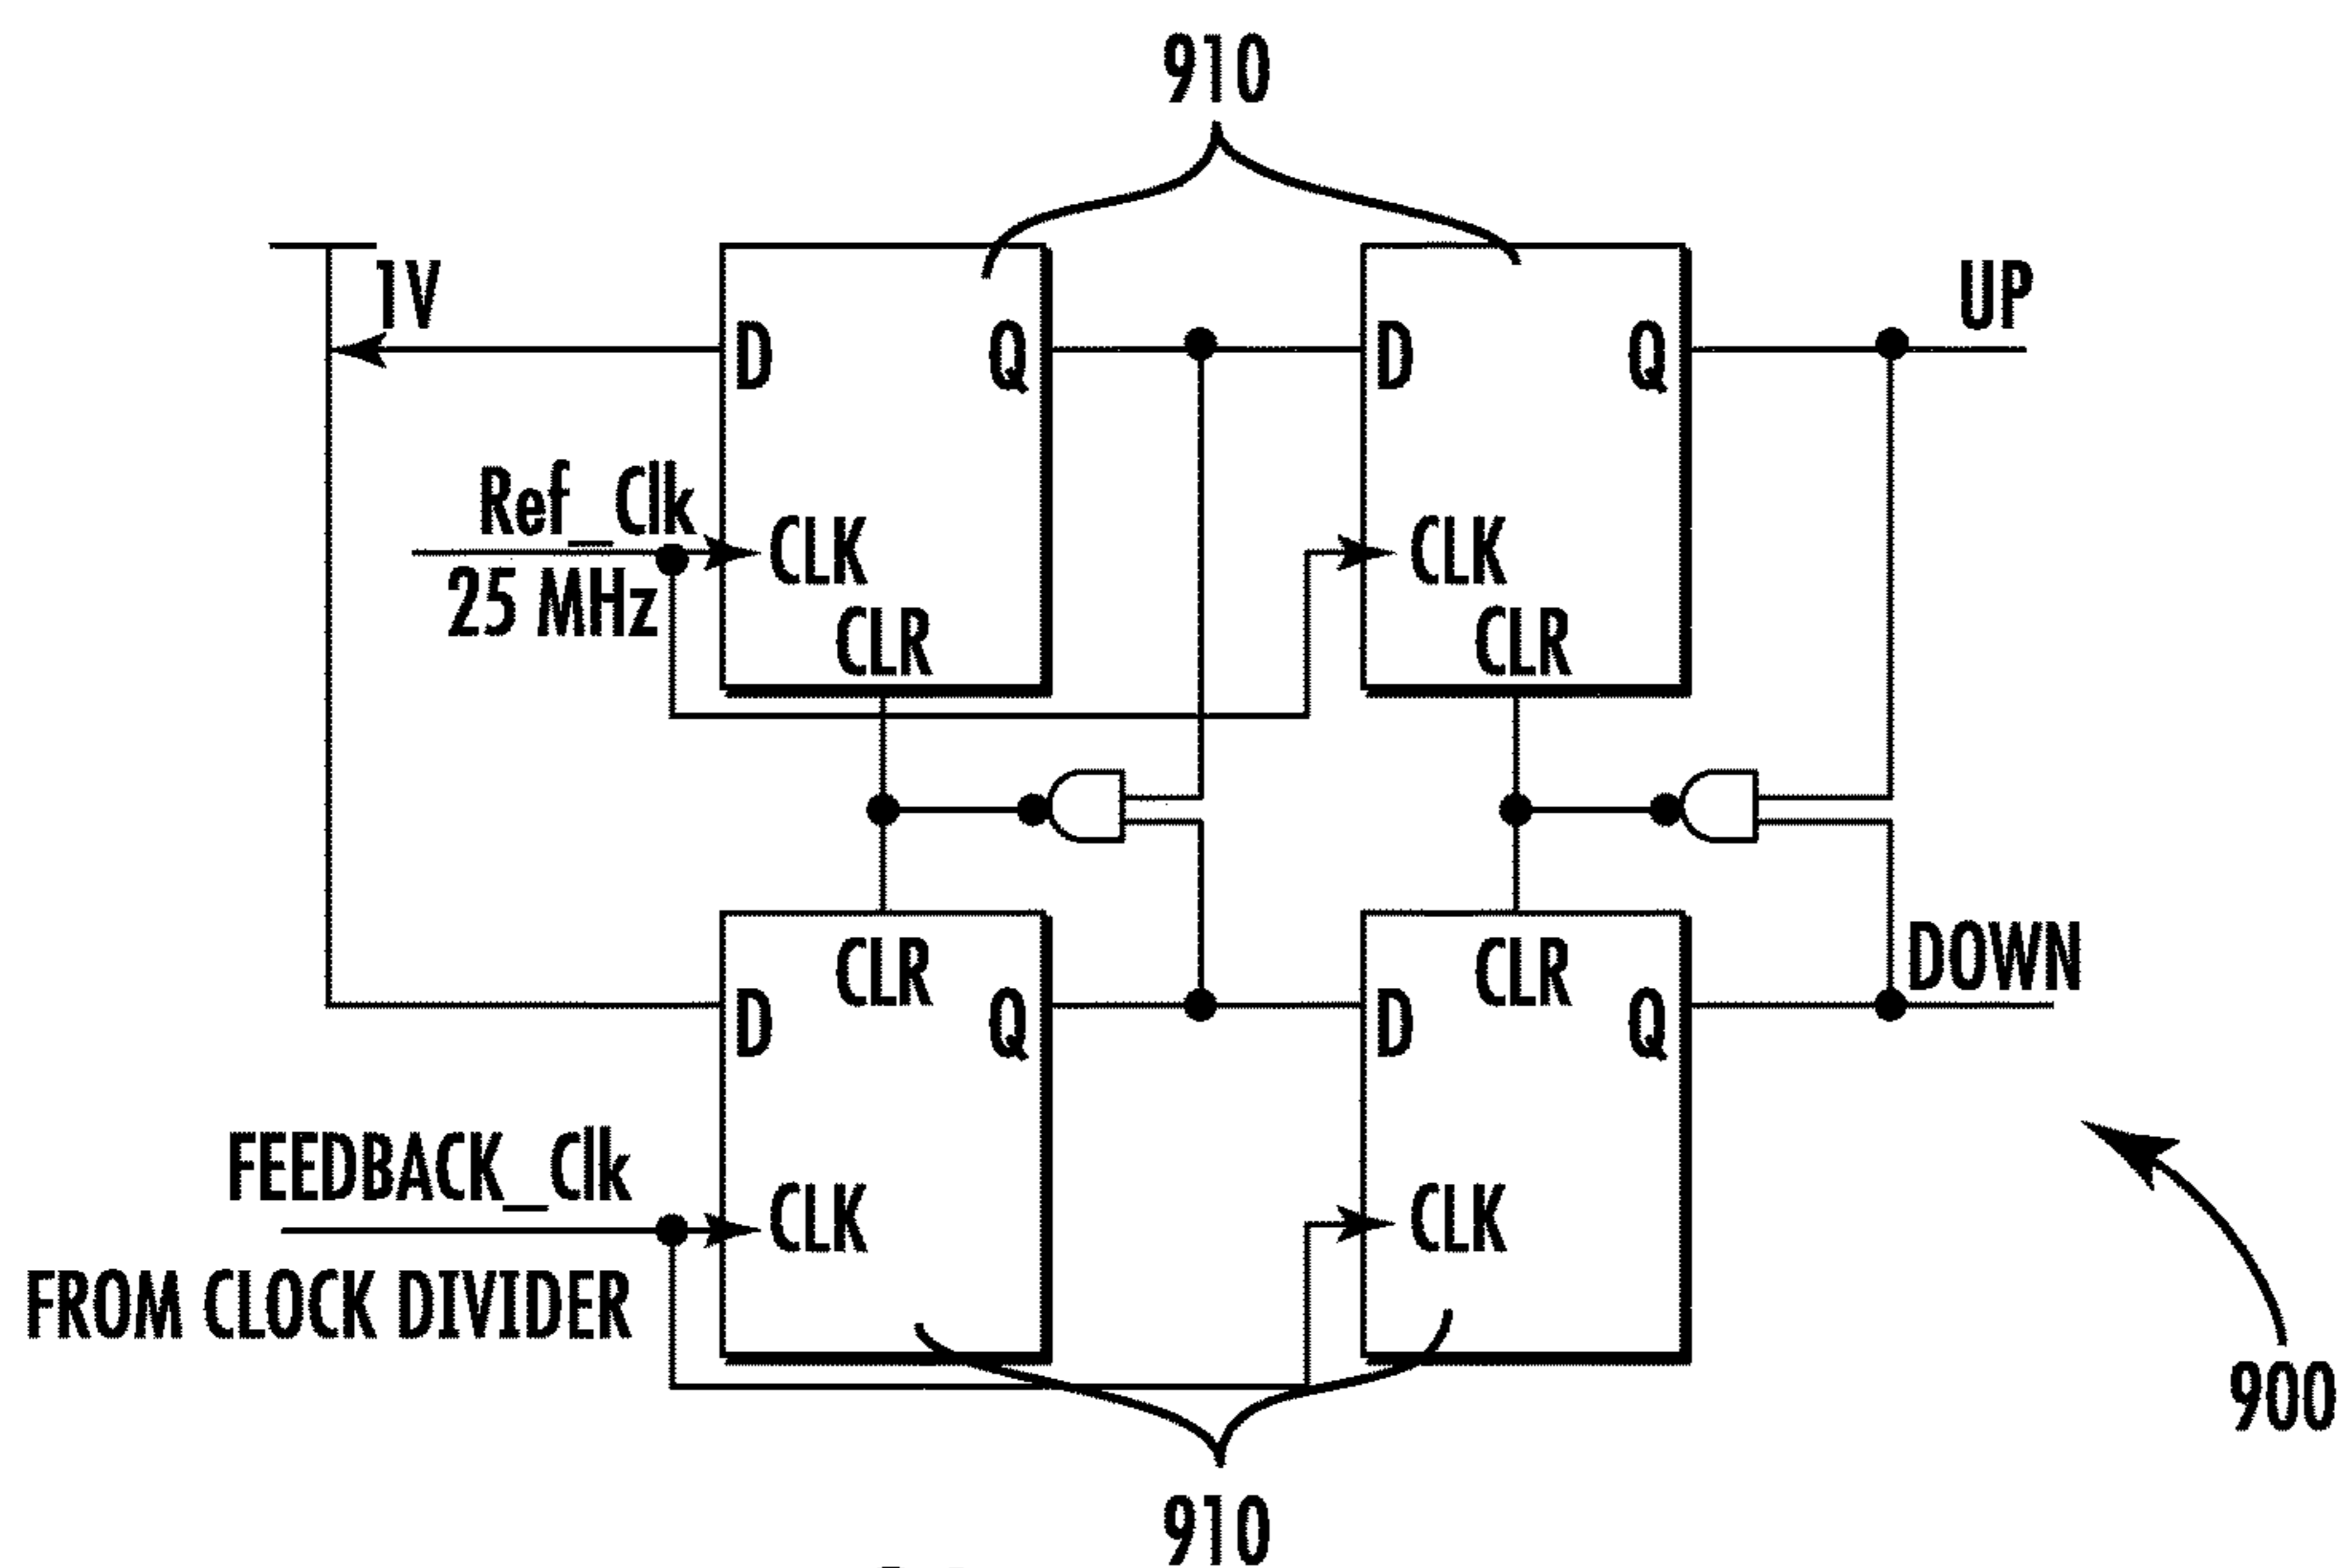 910
1V
D
Q
D
Q
UP
Ref_Clk
25 MHz
CLK
CLR
CLK
CLR
CLR
D
Q
CLR
D
Q
DOWN
FEEDBACK_Clk
FROM CLOCK DIVIDER
CLK
CLK
900
910